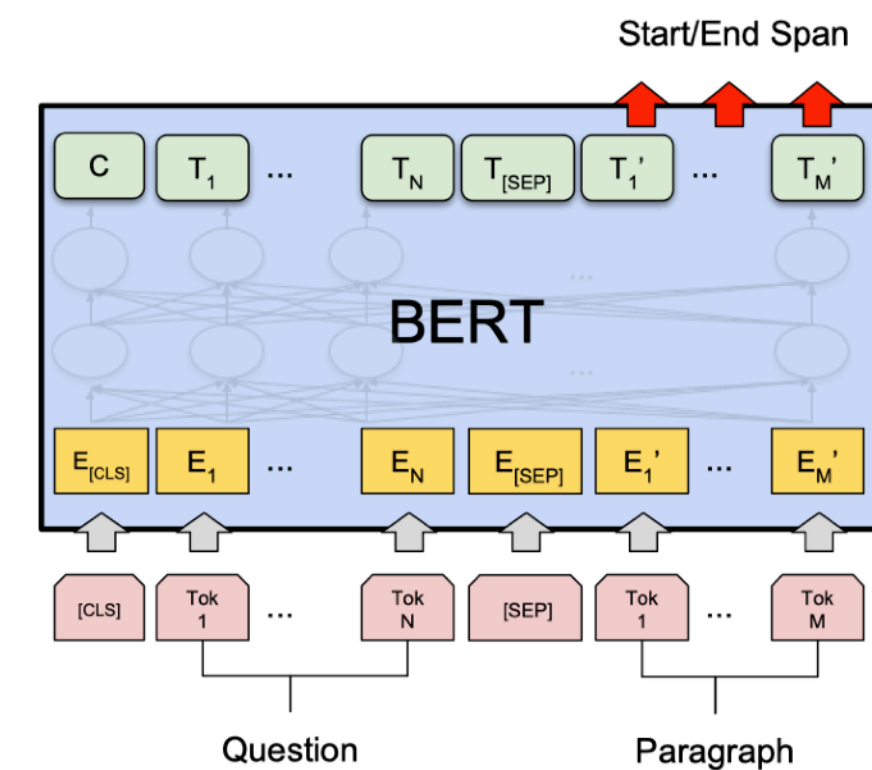 Start/End Span
C T1 ... TN T[SEP] T1' ... TM'
...
BERT
...
E[CLS] E1 ... EN E[SEP] E1' ... EM'
[CLS] Tok 1 ... Tok N [SEP] Tok 1 ... Tok M
Question Paragraph